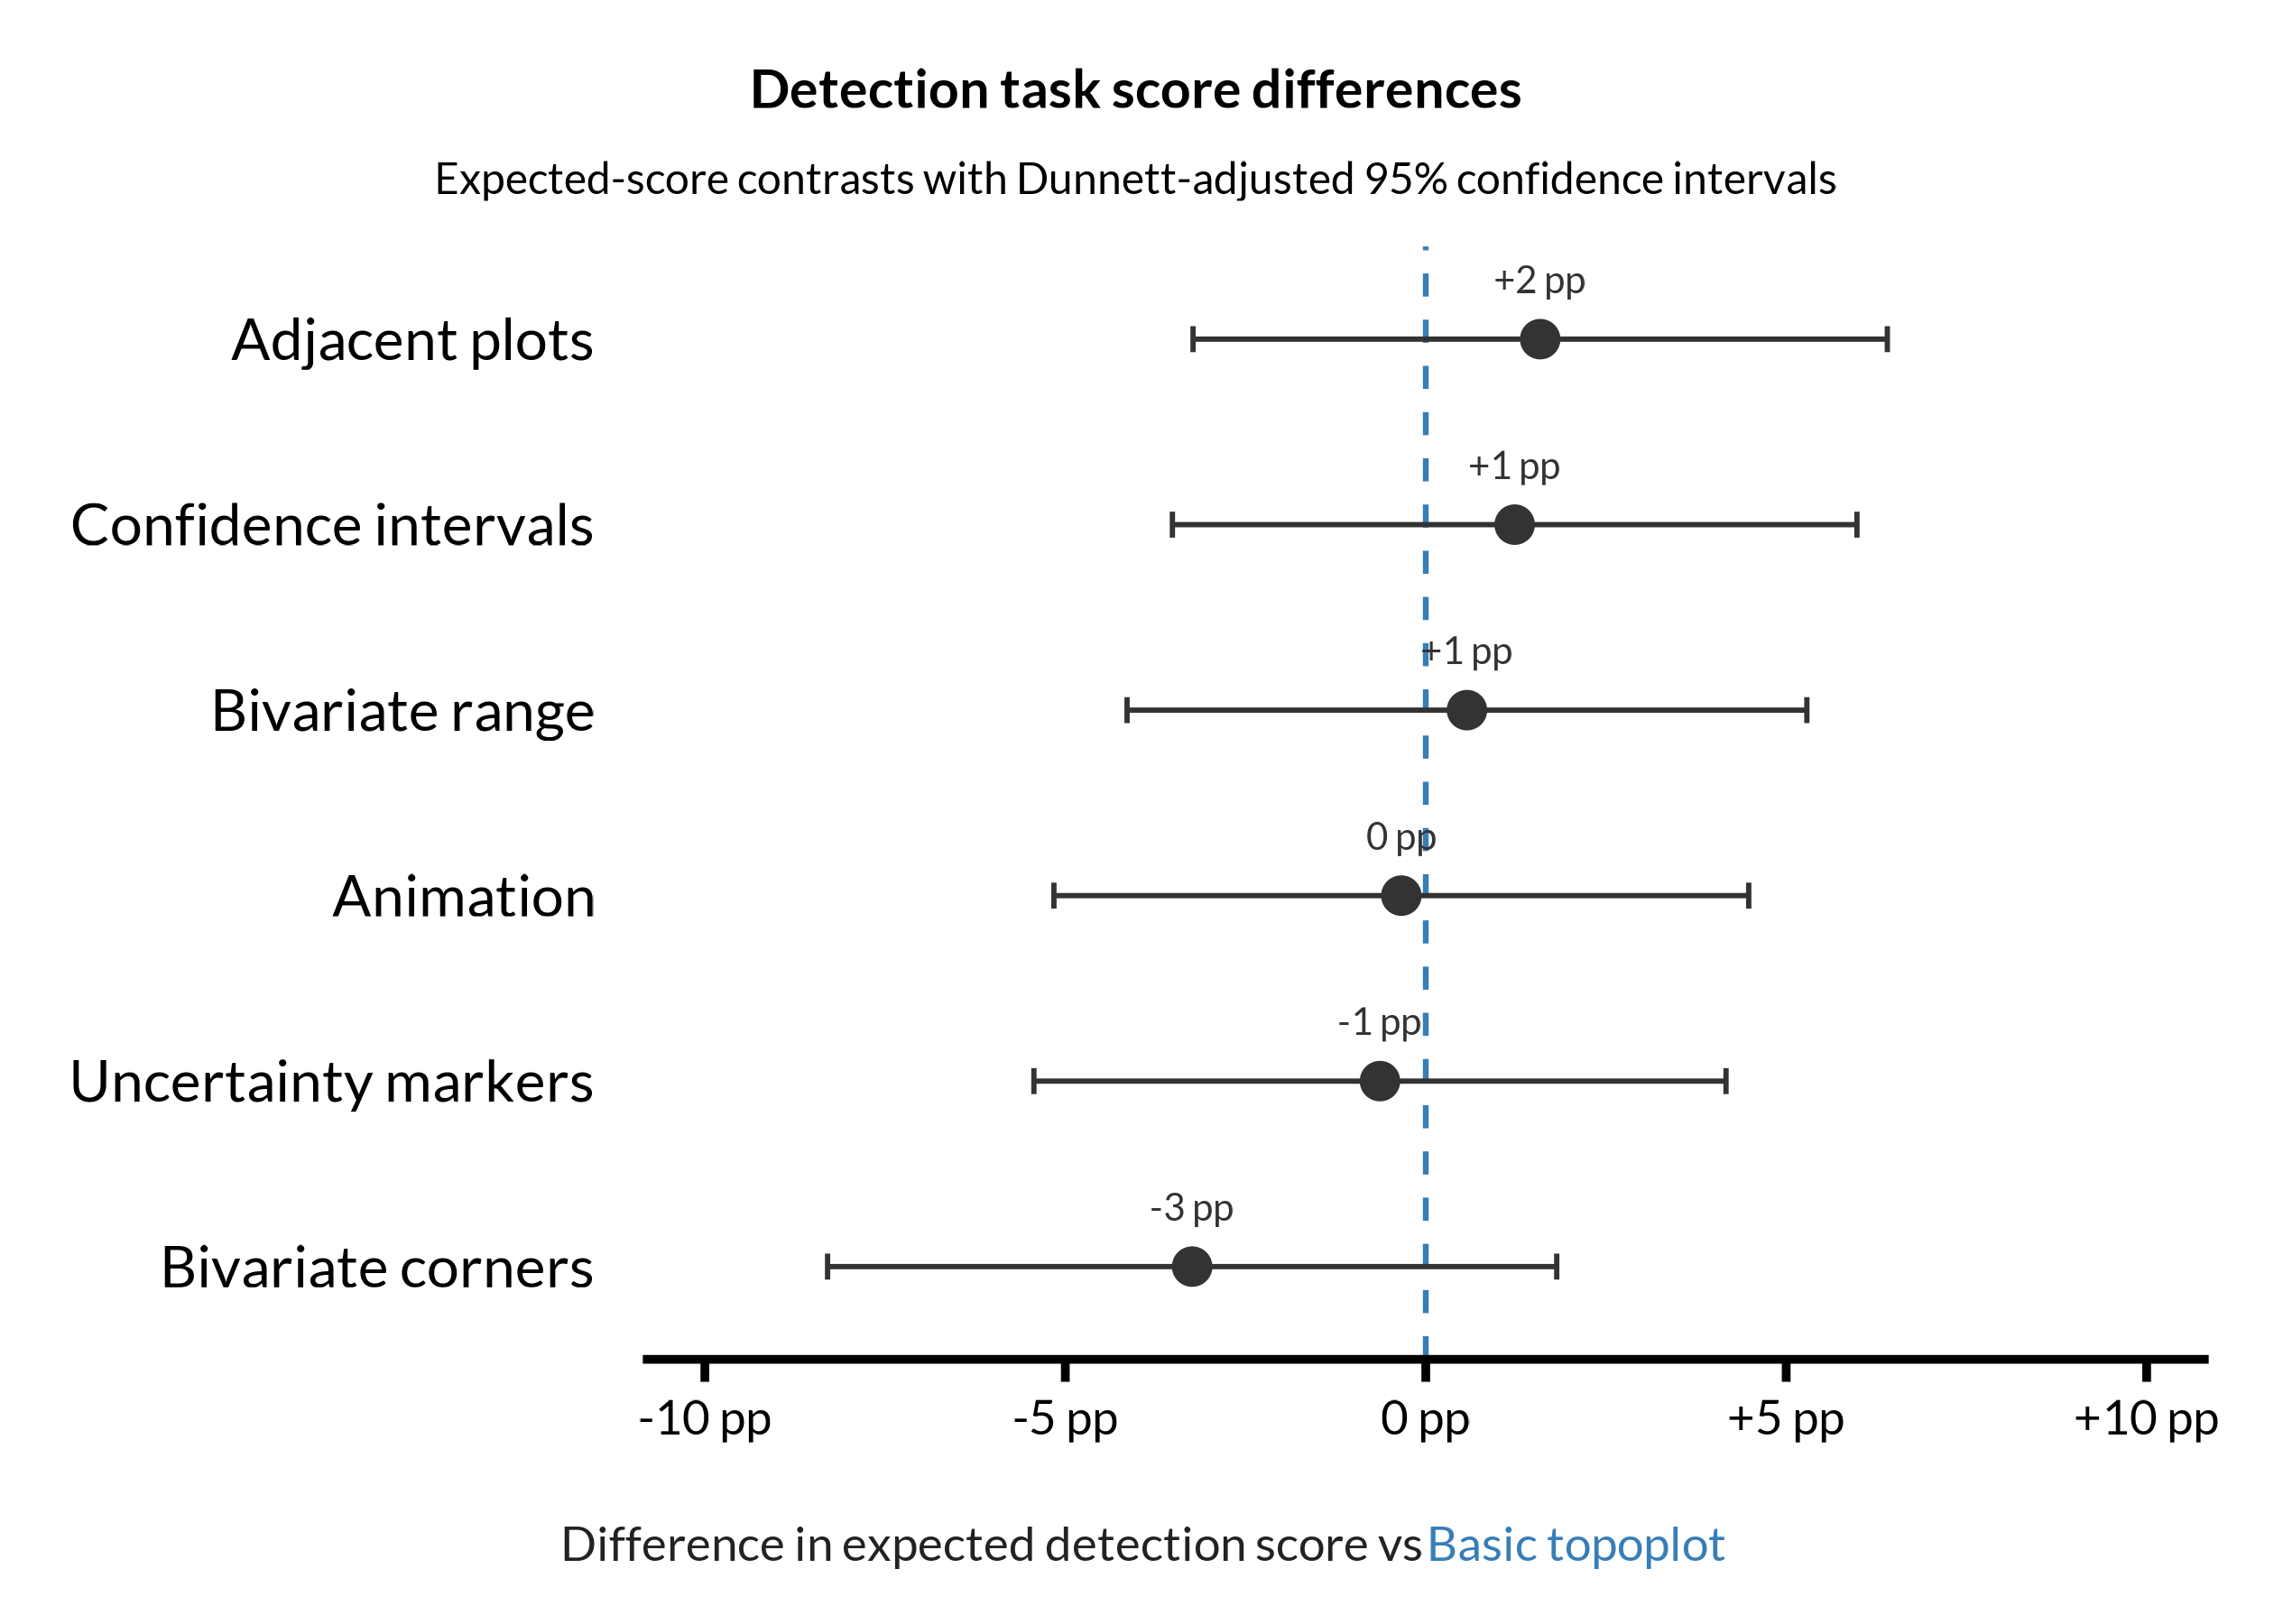 Detection task score differences
Expected-score contrasts with Dunnett-adjusted 95% confidence intervals
+2 pp
Adjacent plots
+1 pp
Confidence intervals
+1 pp
Bivariate range
0 pp
Animation
-1 pp
Uncertainty markers
-3 pp
Bivariate corners
-10 pp -5 pp 0 pp +5 pp +10 pp
Difference in expected detection score vs Basic topoplot